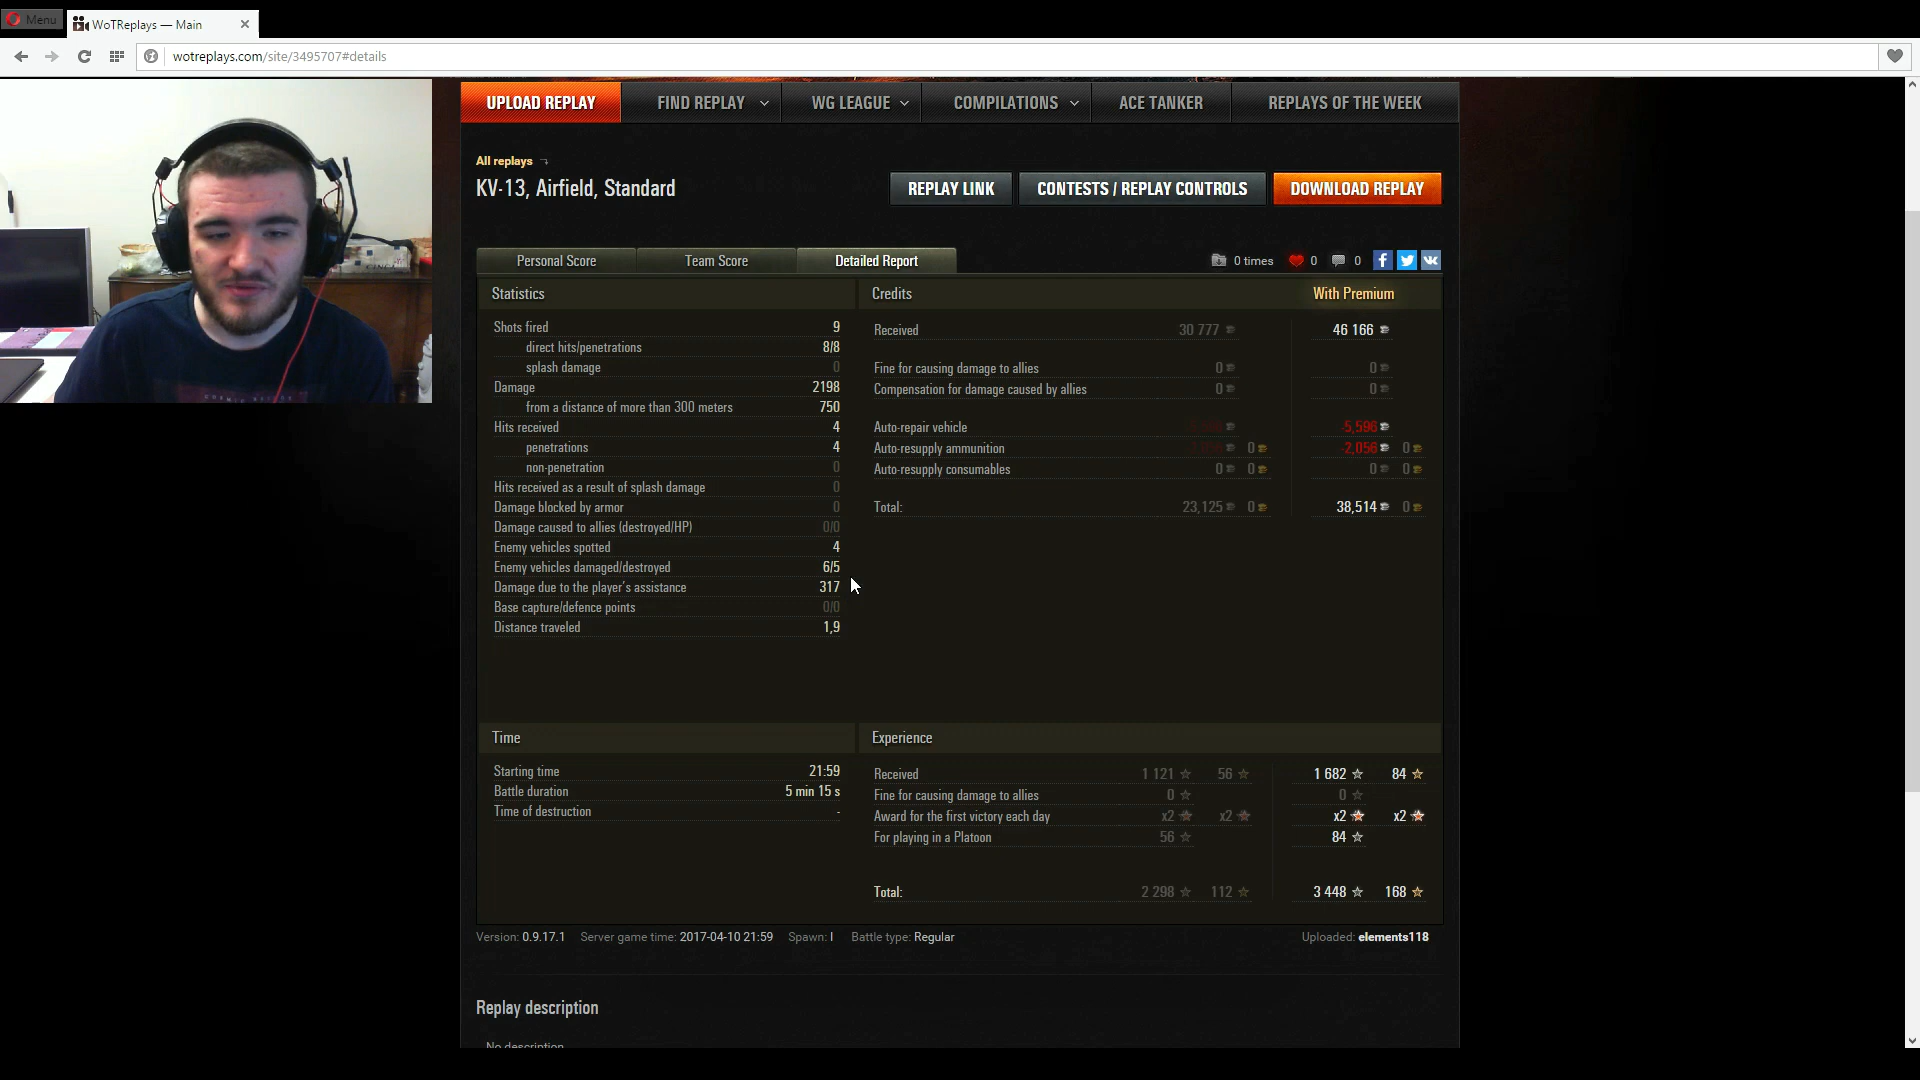 Menu
WoTReplays — Main
wotreplays.com/site/3495707#details
UPLOAD REPLAY FIND REPLAY WG LEAGUE COMPILATIONS ACE TANKER REPLAYS OF THE WEEK
All replays
KV-13, Airfield, Standard
REPLAY LINK CONTESTS / REPLAY CONTROLS DOWNLOAD REPLAY
Personal Score Team Score Detailed Report 0 times 0 0
Statistics
Shots fired 9
direct hits/penetrations 8/8
splash damage 0
Damage 2198
from a distance of more than 300 meters 750
Hits received 4
penetrations 4
non-penetration 0
Hits received as a result of splash damage 0
Damage blocked by armor 0
Damage caused to allies (destroyed/HP) 0/0
Enemy vehicles spotted 4
Enemy vehicles damaged/destroyed 6/5
Damage due to the player's assistance 317
Base capture/defence points 0/0
Distance traveled 1,9
Credits With Premium
Received 30 777 46 166
Fine for causing damage to allies 0 0
Compensation for damage caused by allies 0 0
Auto-repair vehicle -5,596
Auto-resupply ammunition 0 -2,056 0
Auto-resupply consumables 0 0 0 0
Total: 23,125 0 38,514 0
Time
Starting time 21:59
Battle duration 5 min 15 s
Time of destruction -
Experience
Received 1 121 56 1 682 84
Fine for causing damage to allies 0 0
Award for the first victory each day x2 x2 x2 x2
For playing in a Platoon 56 84
Total: 2 298 112 3 448 168
Version: 0.9.17.1 Server game time: 2017-04-10 21:59 Spawn: I Battle type: Regular Uploaded: elements118
Replay description
No description